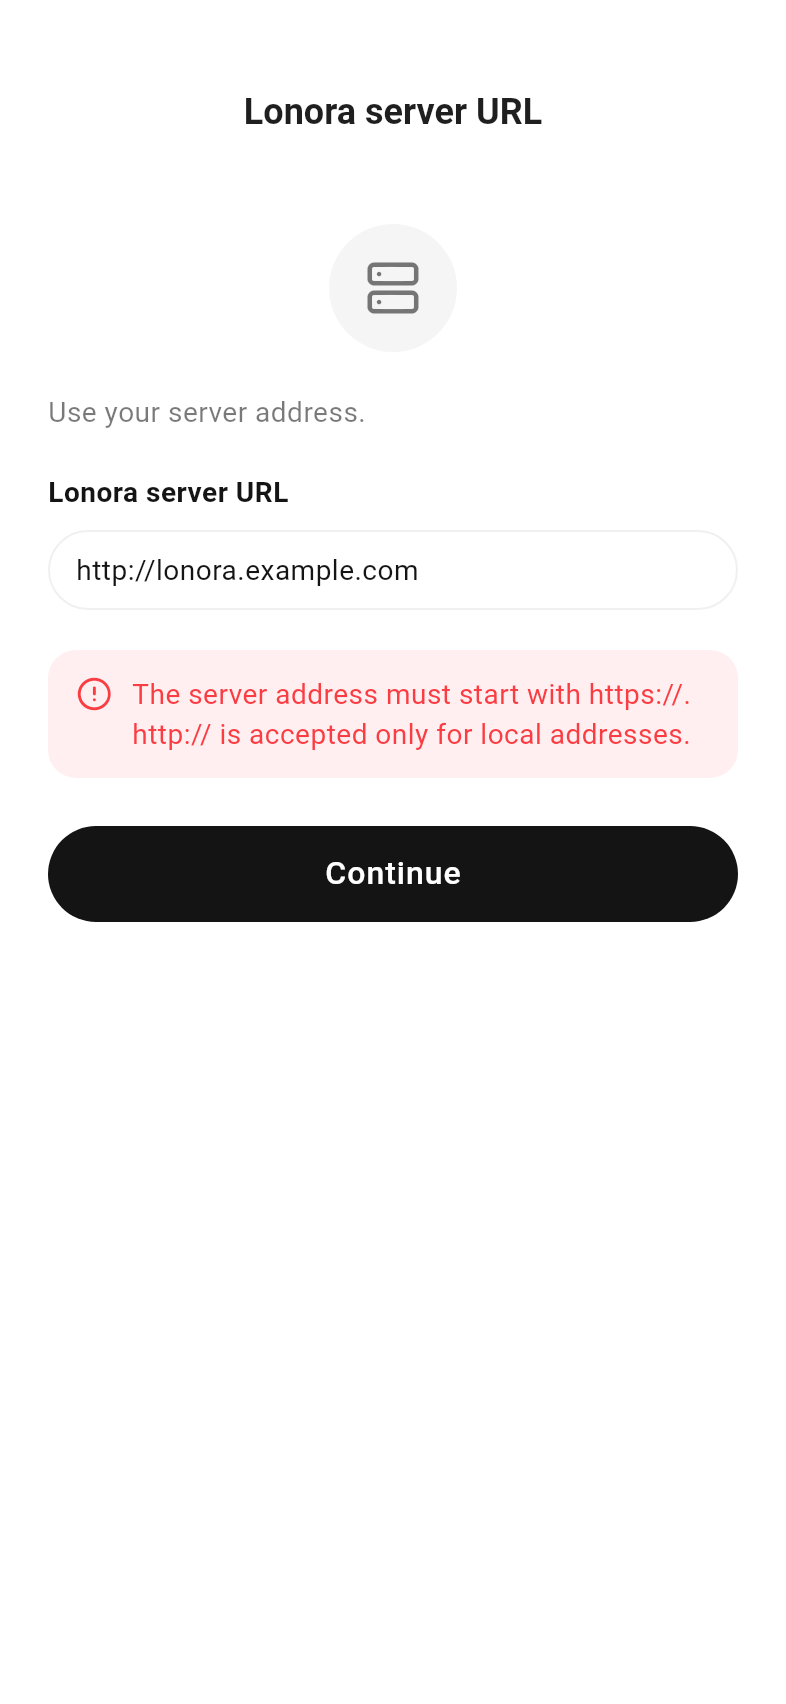 Lonora server URL
Use your server address.
Lonora server URL
http://lonora.example.com
The server address must start with https://.
http:// is accepted only for local addresses.
Continue